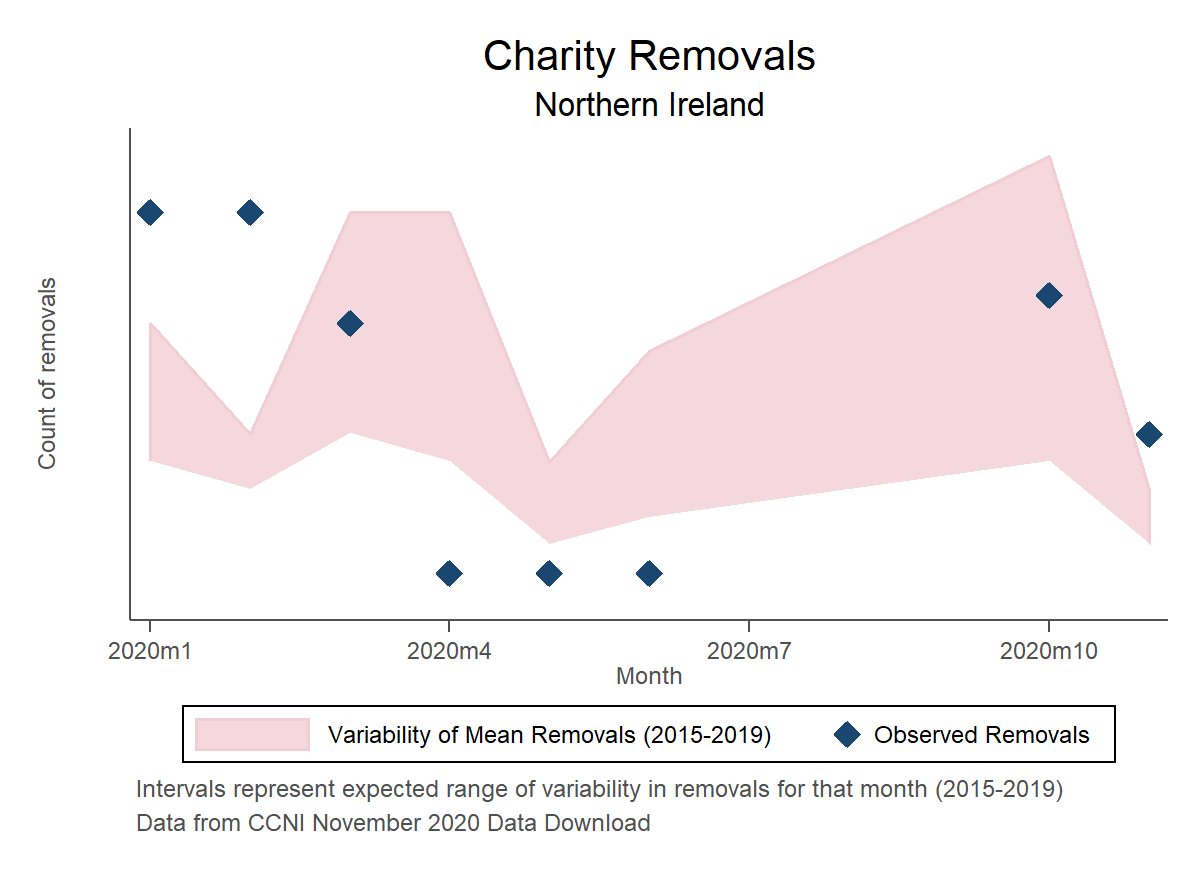 Charity Removals
Northern Ireland
Count of removals
2020m1 2020m4 2020m7 2020m10
Month
Variability of Mean Removals (2015-2019) Observed Removals
Intervals represent expected range of variability in removals for that month (2015-2019)
Data from CCNI November 2020 Data Download